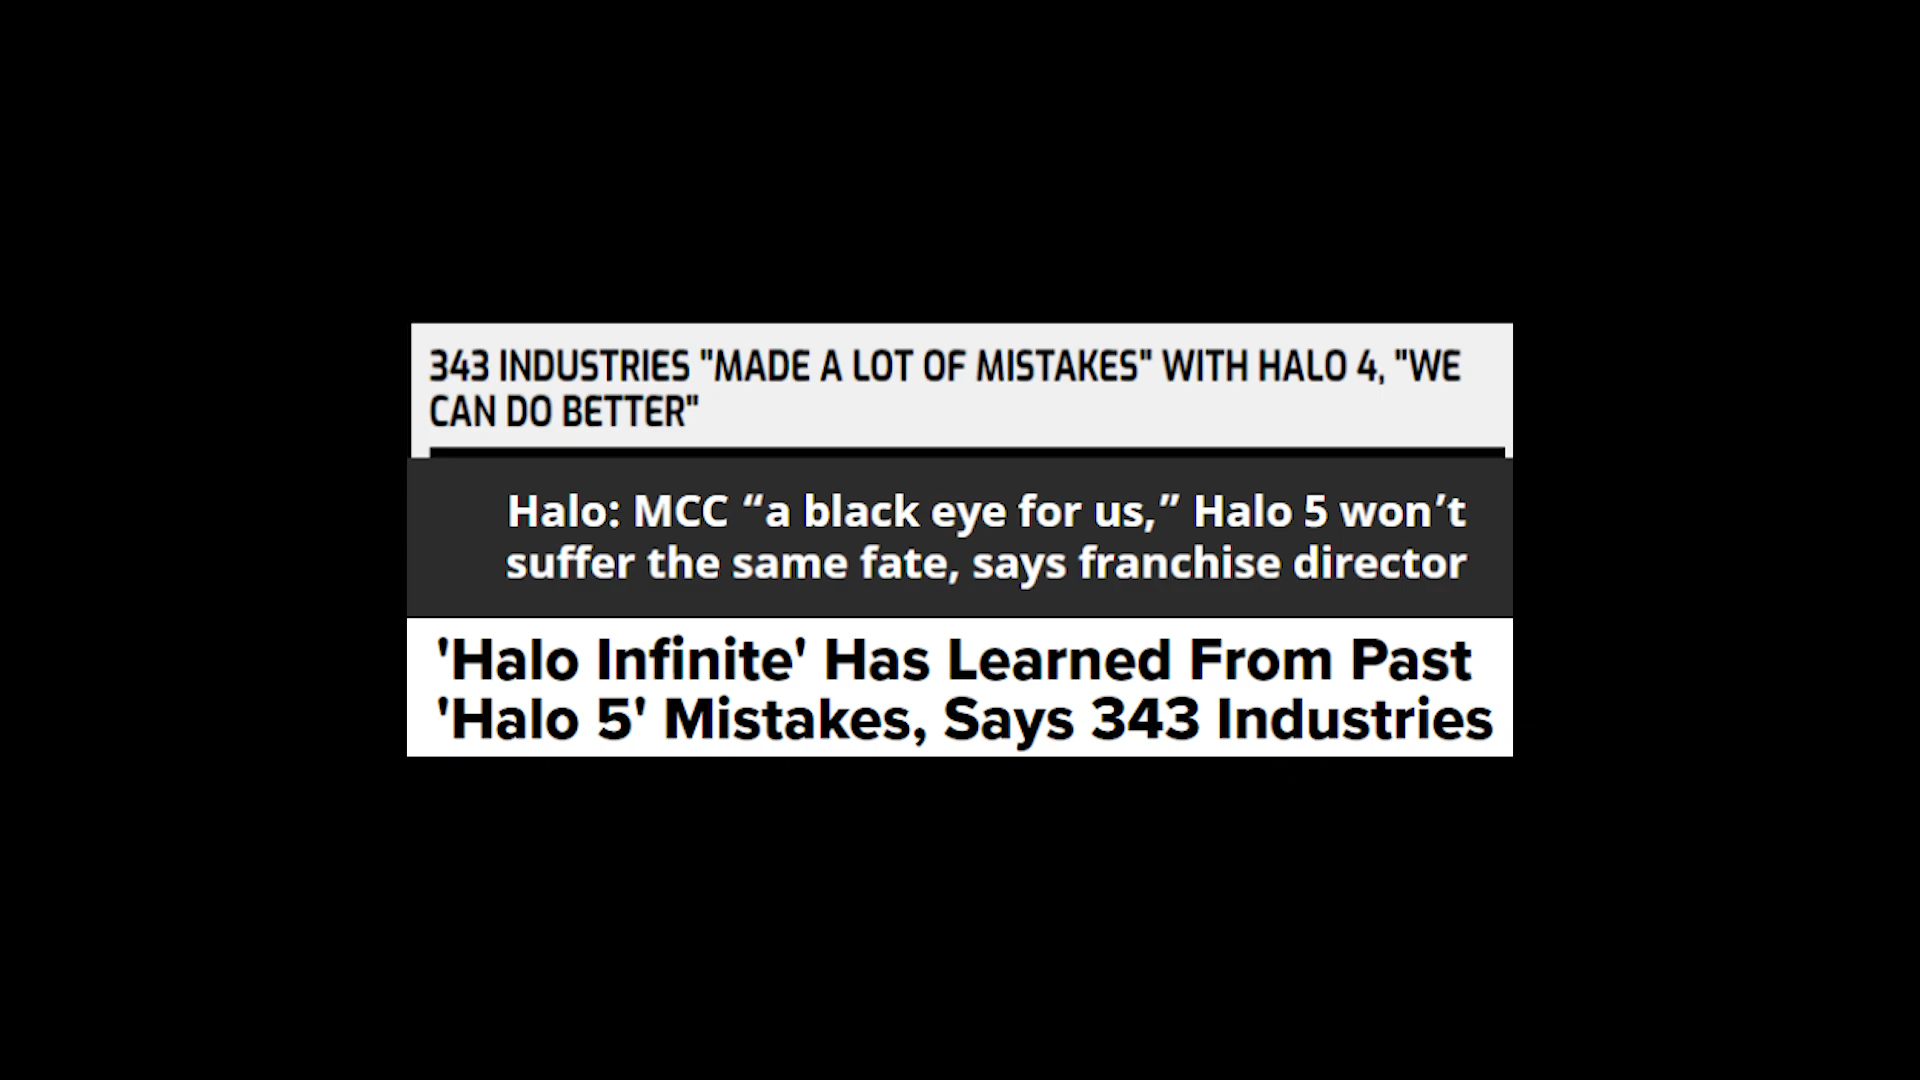 343 INDUSTRIES "MADE A LOT OF MISTAKES" WITH HALO 4, "WE
CAN DO BETTER"
Halo: MCC “a black eye for us,” Halo 5 won’t
suffer the same fate, says franchise director
'Halo Infinite' Has Learned From Past
'Halo 5' Mistakes, Says 343 Industries